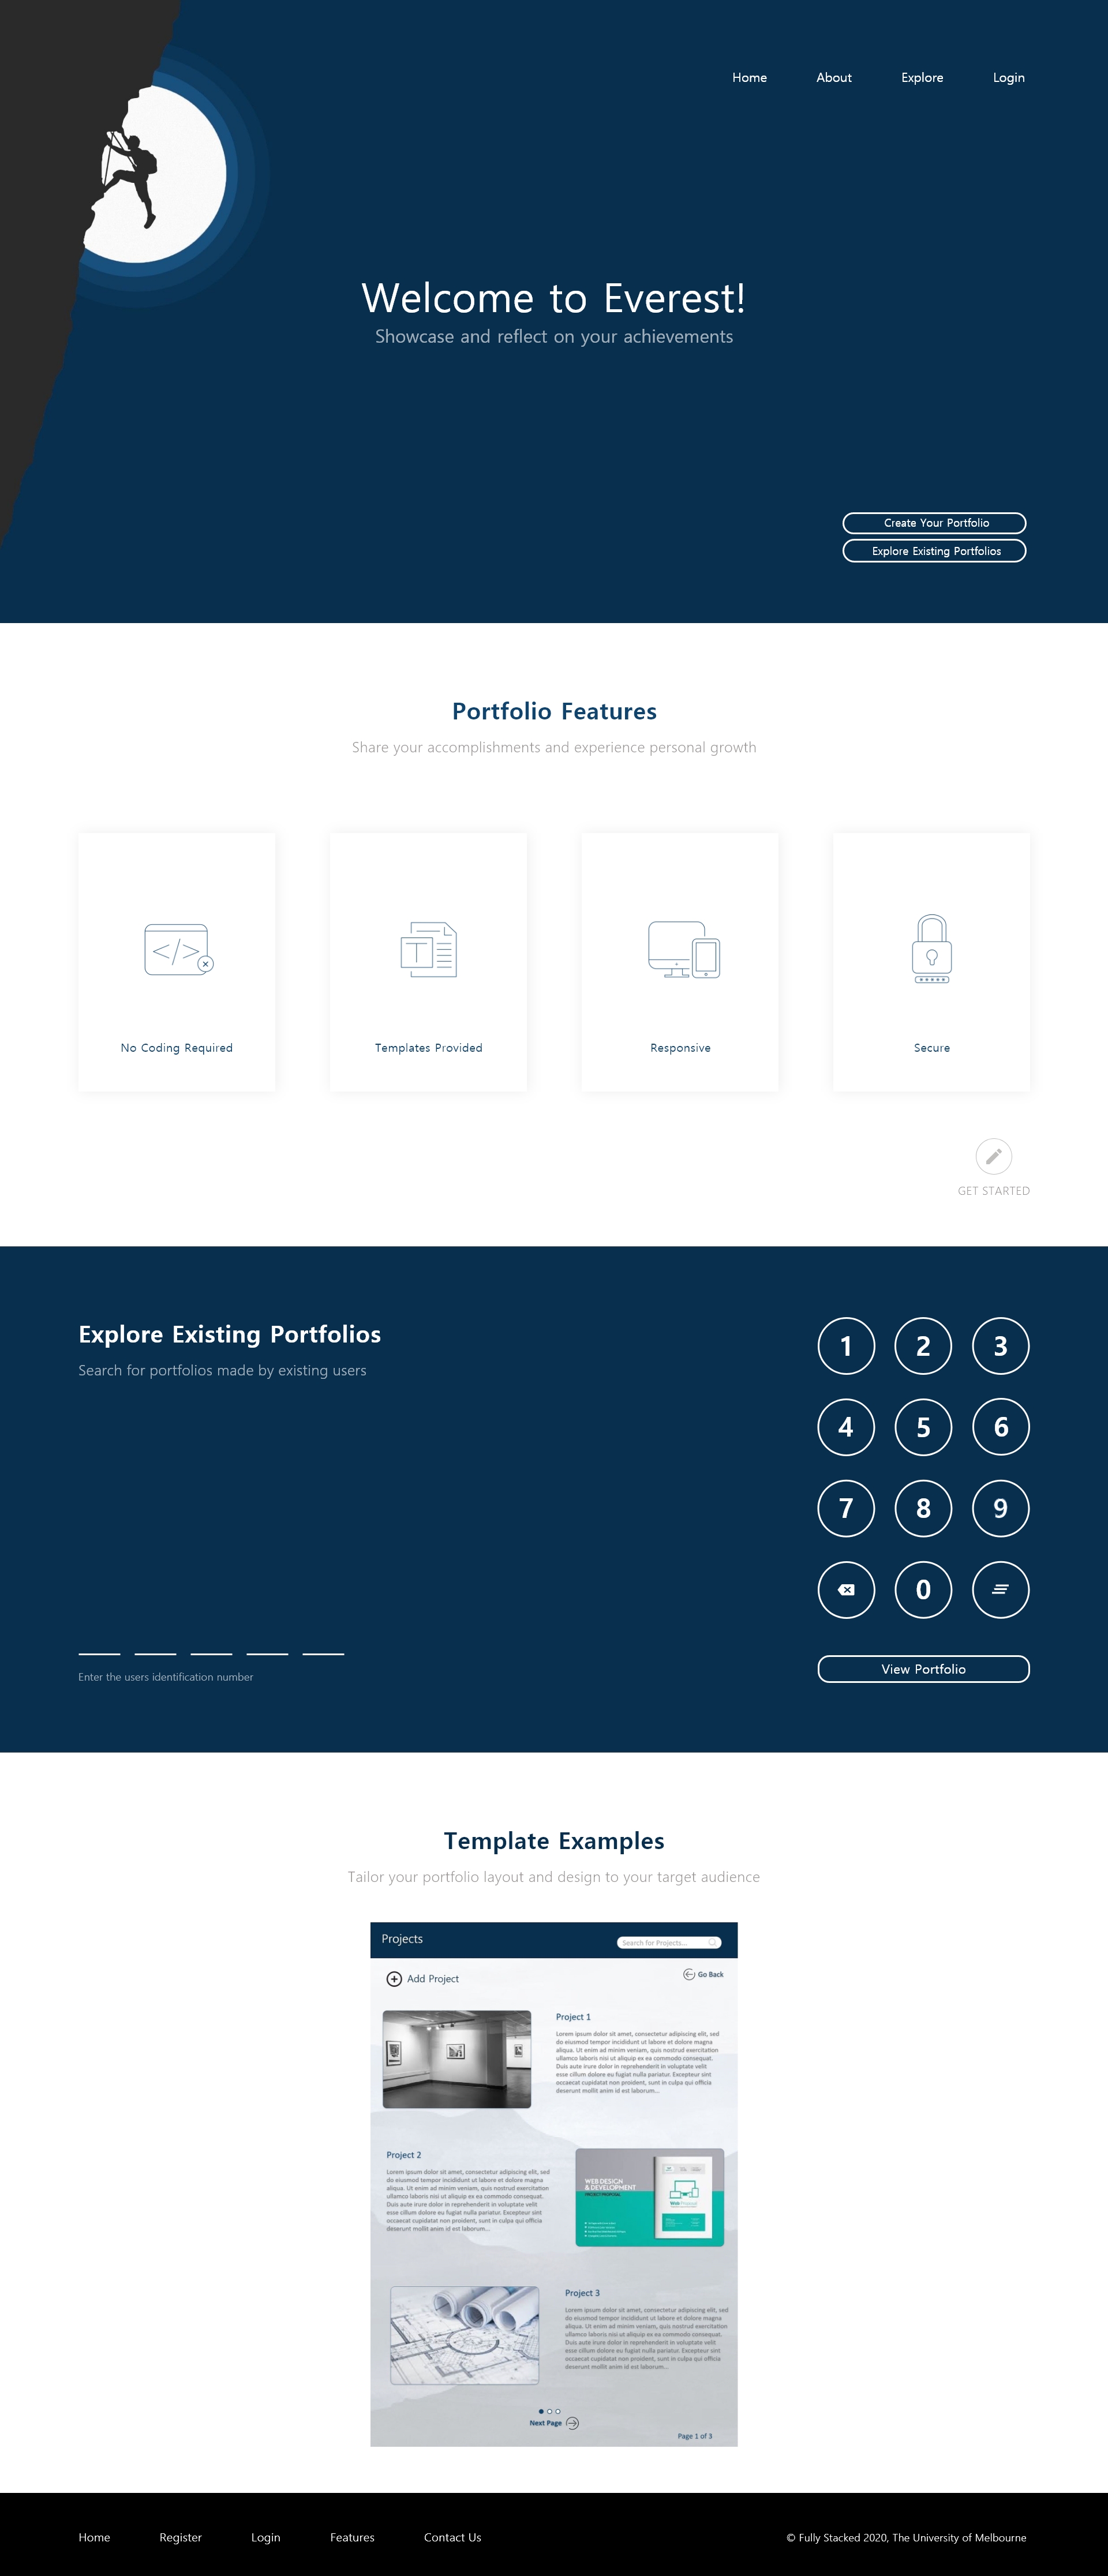 Home About Explore Login
Welcome to Everest!
Showcase and reflect on your achievements
Create Your Portfolio
Explore Existing Portfolios
Portfolio Features
Share your accomplishments and experience personal growth
</>
T
No Coding Required
Templates Provided
Responsive
Secure
GET STARTED
Explore Existing Portfolios
Search for portfolios made by existing users
1 2 3
4 5 6
7 8 9
0
Enter the users identification number
View Portfolio
Template Examples
Tailor your portfolio layout and design to your target audience
Projects
Search for Projects...
Add Project
Go Back
Project 1
Lorem ipsum dolor sit amet, consectetur adipiscing elit, sed
do eiusmod tempor incididunt ut labore et dolore magna
aliqua. Ut enim ad minim veniam, quis nostrud exercitation
ullamco laboris nisi ut aliquip ex ea commodo consequat.
Duis aute irure dolor in reprehenderit in voluptate velit
esse cillum dolore eu fugiat nulla pariatur. Excepteur sint
occaecat cupidatat non proident, sunt in culpa qui officia
deserunt mollit anim id est laborum...
Project 2
Lorem ipsum dolor sit amet, consectetur adipiscing elit, sed
do eiusmod tempor incididunt ut labore et dolore magna
aliqua. Ut enim ad minim veniam, quis nostrud exercitation
ullamco laboris nisi ut aliquip ex ea commodo consequat.
Duis aute irure dolor in reprehenderit in voluptate velit
esse cillum dolore eu fugiat nulla pariatur. Excepteur sint
occaecat cupidatat non proident, sunt in culpa qui officia
deserunt mollit anim id est laborum...
WEB DESIGN
& DEVELOPMENT
PROJECT PROPOSAL
Web Proposal
Project 3
Lorem ipsum dolor sit amet, consectetur adipiscing elit, sed
do eiusmod tempor incididunt ut labore et dolore magna
aliqua. Ut enim ad minim veniam, quis nostrud exercitation
ullamco laboris nisi ut aliquip ex ea commodo consequat.
Duis aute irure dolor in reprehenderit in voluptate velit
esse cillum dolore eu fugiat nulla pariatur. Excepteur sint
occaecat cupidatat non proident, sunt in culpa qui officia
deserunt mollit anim id est laborum...
Next Page
Page 1 of 3
Home Register Login Features Contact Us
© Fully Stacked 2020, The University of Melbourne